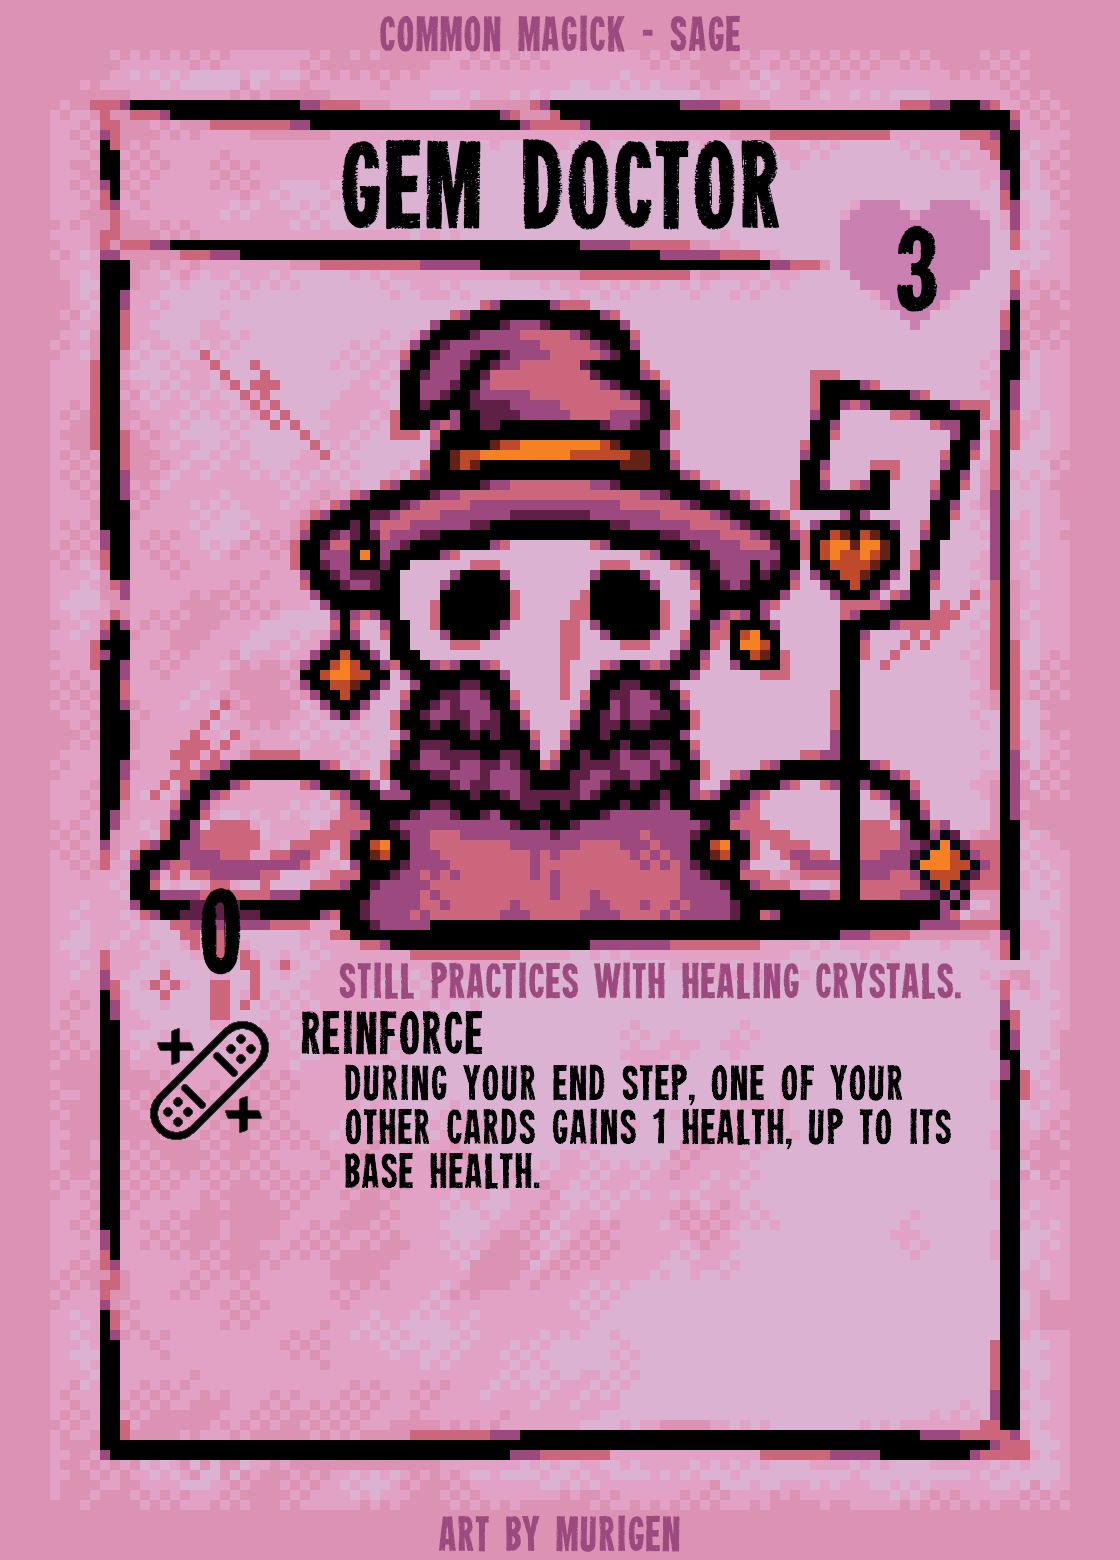 COMMON MAGICK - SAGE
GEM DOCTOR
3
0
STILL PRACTICES WITH HEALING CRYSTALS.
REINFORCE
DURING YOUR END STEP, ONE OF YOUR
OTHER CARDS GAINS 1 HEALTH, UP TO ITS
BASE HEALTH.
ART BY MURIGEN